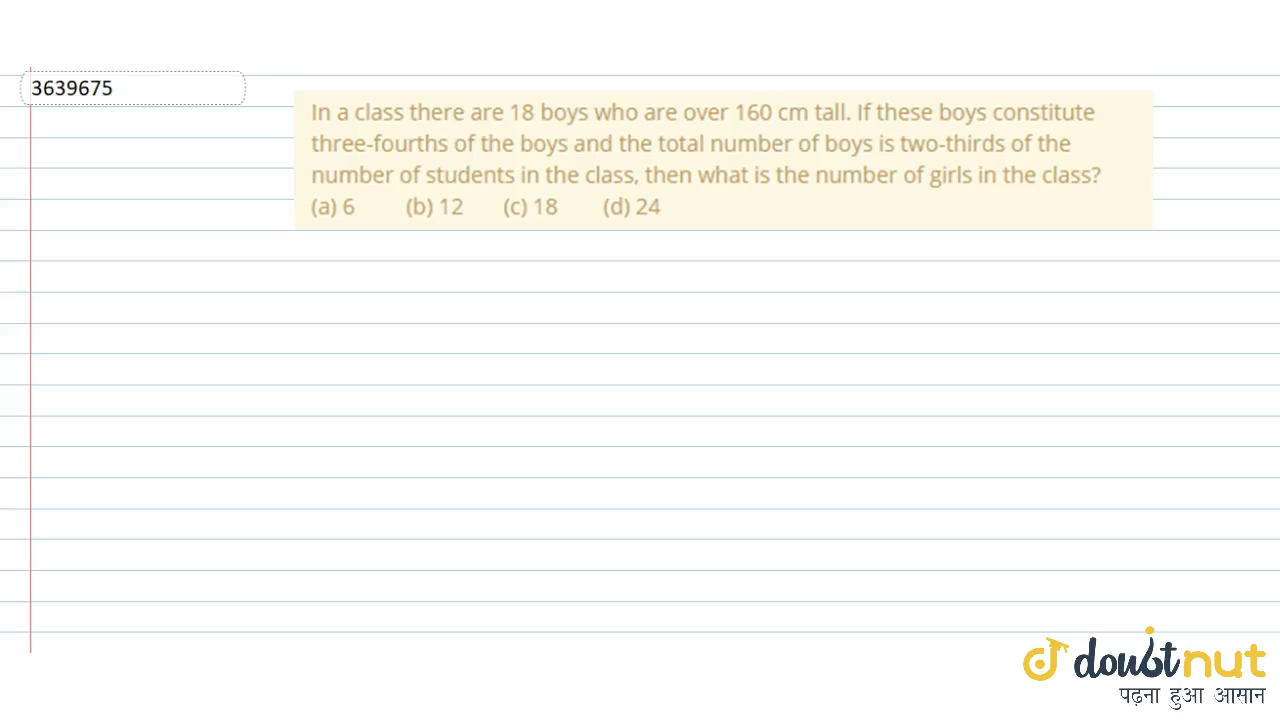 3639675
In a class there are 18 boys who are over 160 cm tall. If these boys constitute
three-fourths of the boys and the total number of boys is two-thirds of the
number of students in the class, then what is the number of girls in the class?
(a) 6 (b) 12 (c) 18 (d) 24
doubtnut
पढ़ना हुआ आसान